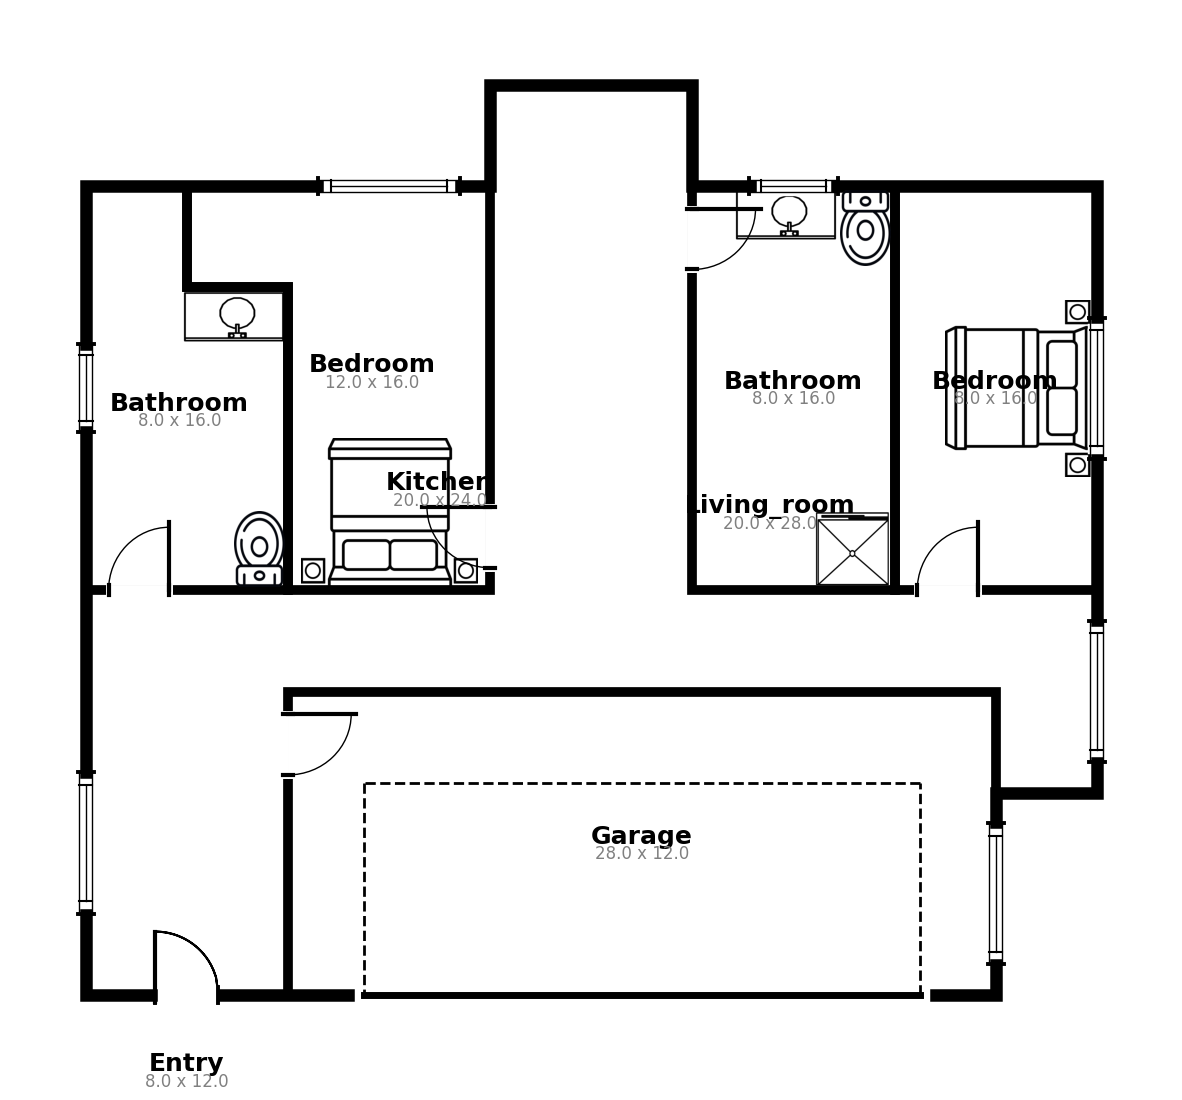 Bedroom
12.0 x 16.0
Bathroom
8.0 x 16.0
Bedroom
8.0 x 16.0
Bathroom
8.0 x 16.0
Kitchen
20.0 x 24.0
Living_room
20.0 x 28.0
Garage
28.0 x 12.0
Entry
8.0 x 12.0